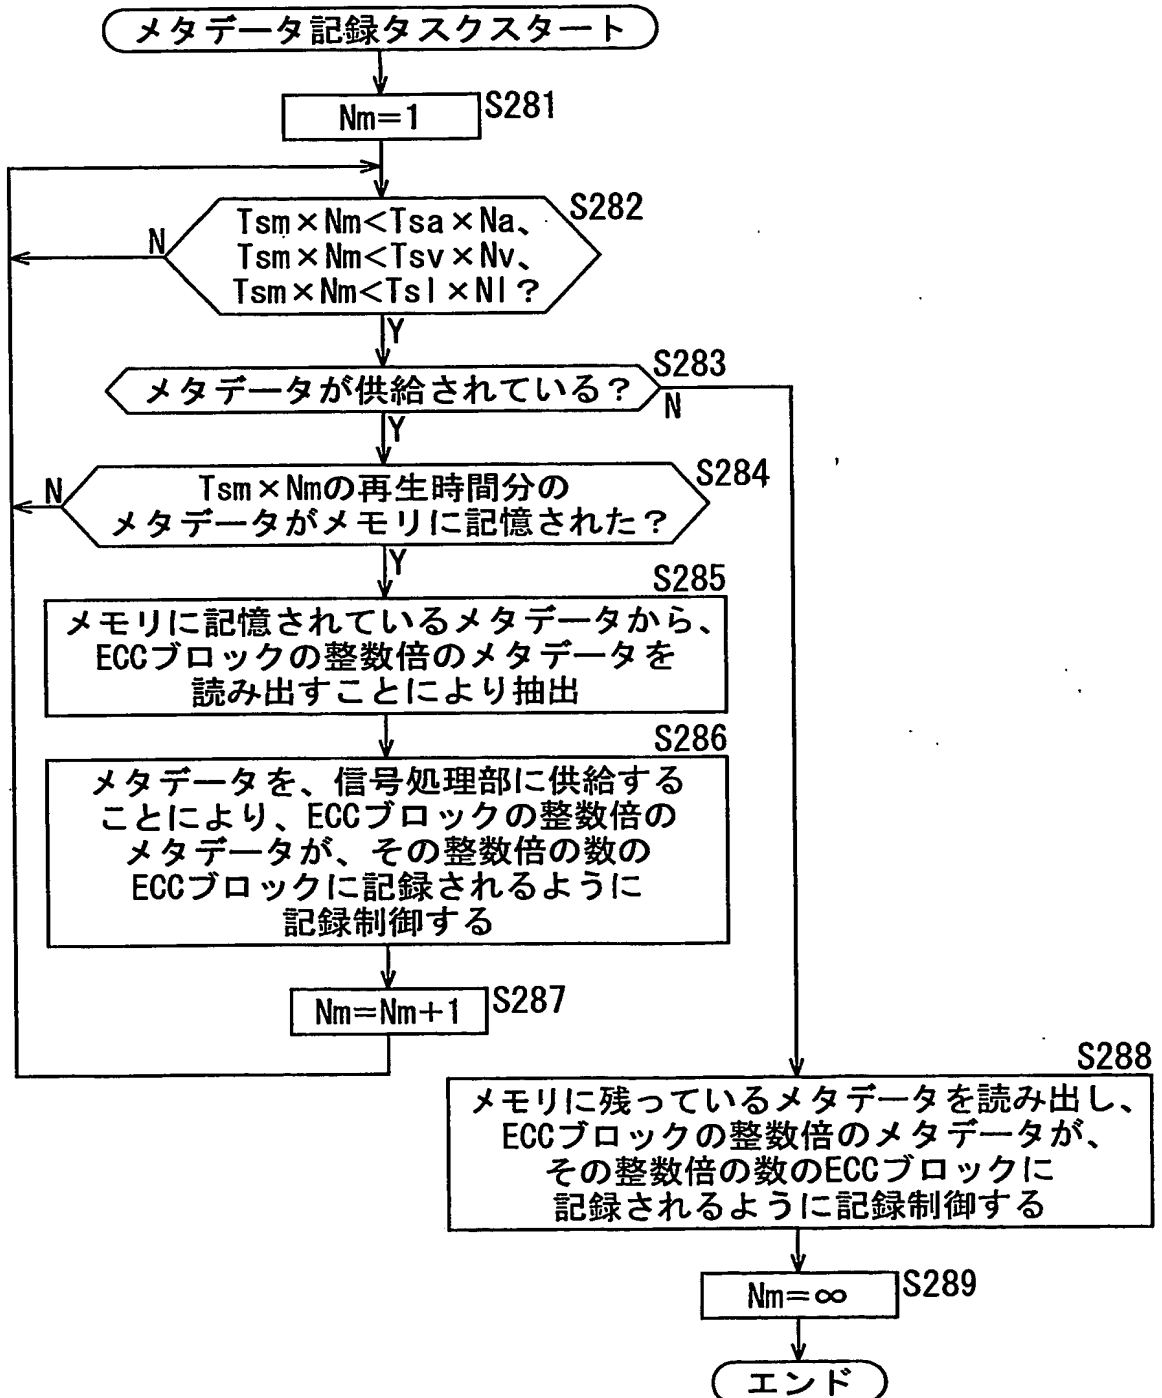 メタデータ記録タスクスタート
Nm=1
S281
S282
Tsm×Nm<Tsa×Na、
Tsm×Nm<Tsv×Nv、
Tsm×Nm<Tsl×Nl?
N
Y
S283
メタデータが供給されている?
N
Y
S284
Tsm×Nmの再生時間分の
メタデータがメモリに記憶された?
N
Y
S285
メモリに記憶されているメタデータから、
ECCブロックの整数倍のメタデータを
読み出すことにより抽出
S286
メタデータを、信号処理部に供給する
ことにより、ECCブロックの整数倍の
メタデータが、その整数倍の数の
ECCブロックに記録されるように
記録制御する
Nm=Nm+1
S287
S288
メモリに残っているメタデータを読み出し、
ECCブロックの整数倍のメタデータが、
その整数倍の数のECCブロックに
記録されるように記録制御する
Nm=∞
S289
エンド